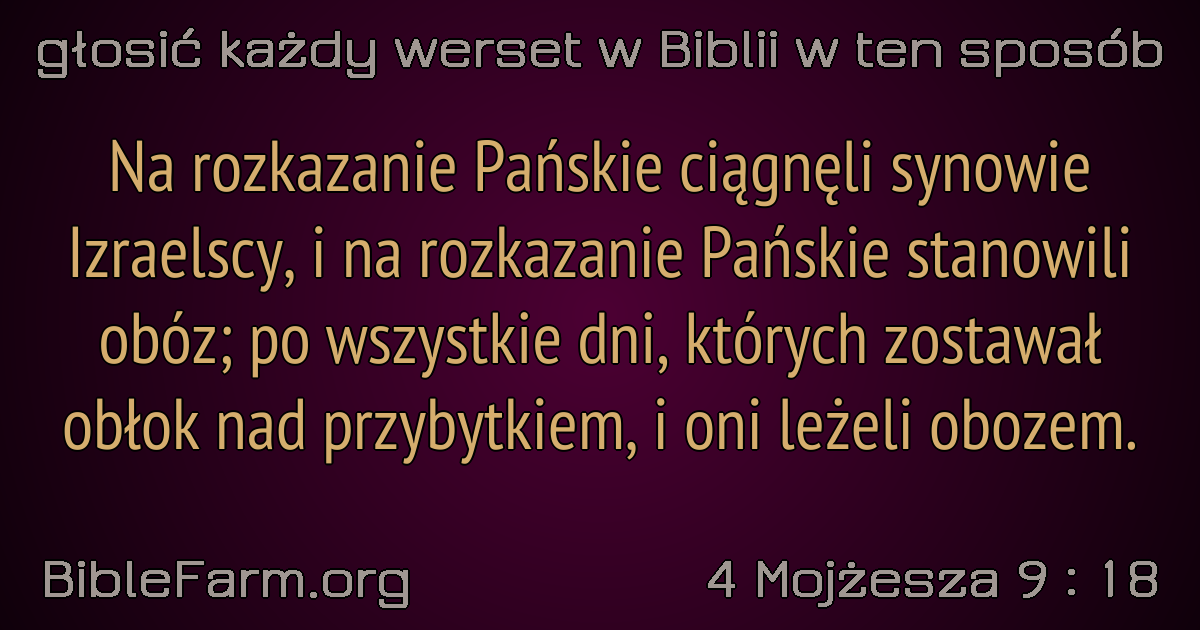 głosić każdy werset w Biblii w ten sposób
Na rozkazanie Pańskie ciągnęli synowie
Izraelscy, i na rozkazanie Pańskie stanowili
obóz; po wszystkie dni, których zostawał
obłok nad przybytkiem, i oni leżeli obozem.
BibleFarm.org
4 Mojżesza 9 : 18